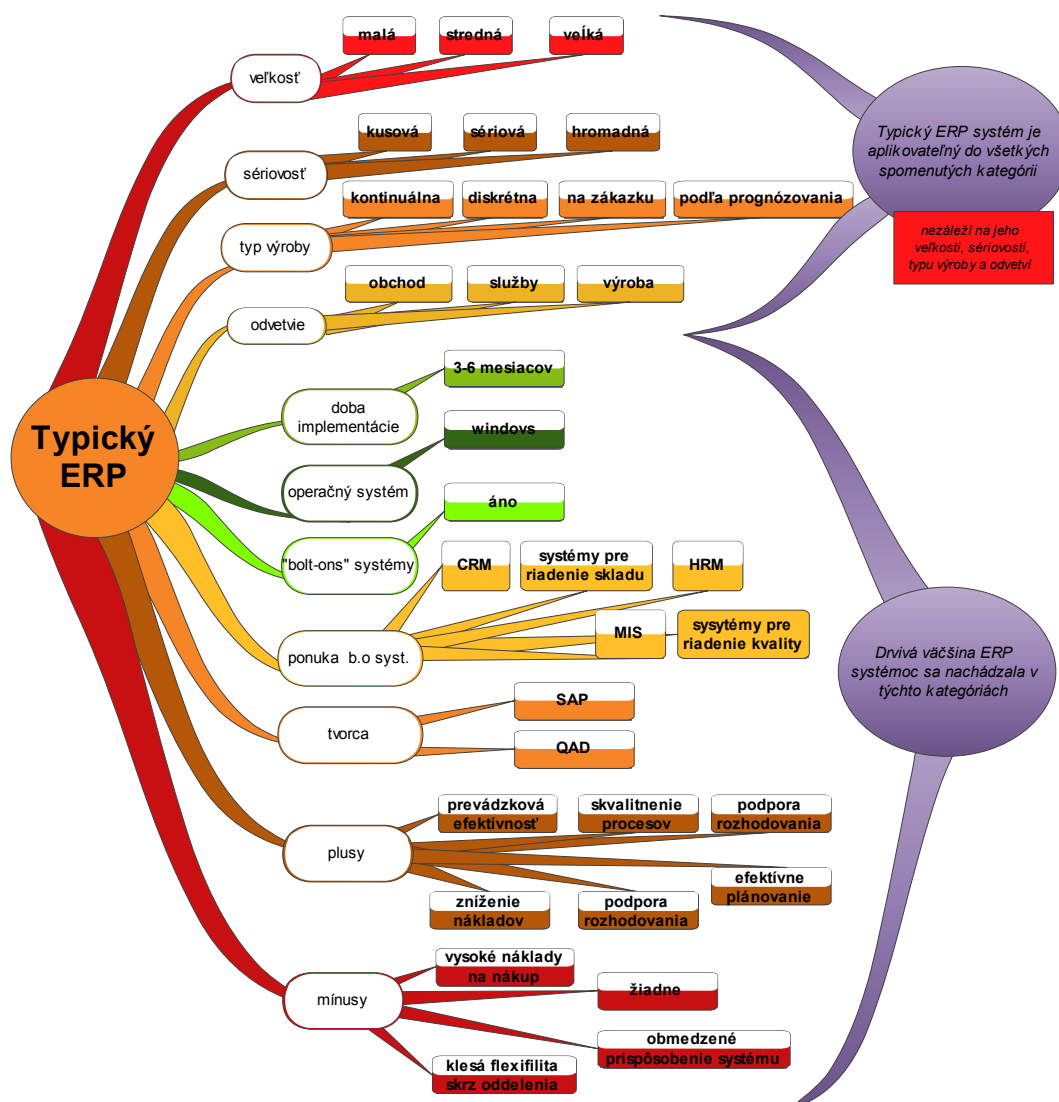 malá
stredná
veĺká
veľkosť
kusová
sériová
hromadná
sériovosť
kontinuálna
diskrétna
na zákazku
podľa prognózovania
typ výroby
obchod
služby
výroba
odvetvie
3-6 mesiacov
doba
implementácie
windovs
operačný systém
áno
"bolt-ons" systémy
CRM
systémy pre
riadenie skladu
HRM
MIS
sysytémy pre
riadenie kvality
ponuka b.o syst.
SAP
QAD
tvorca
prevádzková
efektívnosť
skvalitnenie
procesov
podpora
rozhodovania
plusy
zníženie
nákladov
podpora
rozhodovania
efektívne
plánovanie
vysoké náklady
na nákup
žiadne
mínusy
obmedzené
prispôsobenie systému
klesá flexifilita
skrz oddelenia
Typický
ERP
Typický ERP systém je
aplikovateľný do všetkých
spomenutých kategórii
nezáleží na jeho
veľkosti, sériovosti,
typu výroby a odvetví
Drvivá väčšina ERP
systémoc sa nachádzala v
týchto kategóriách